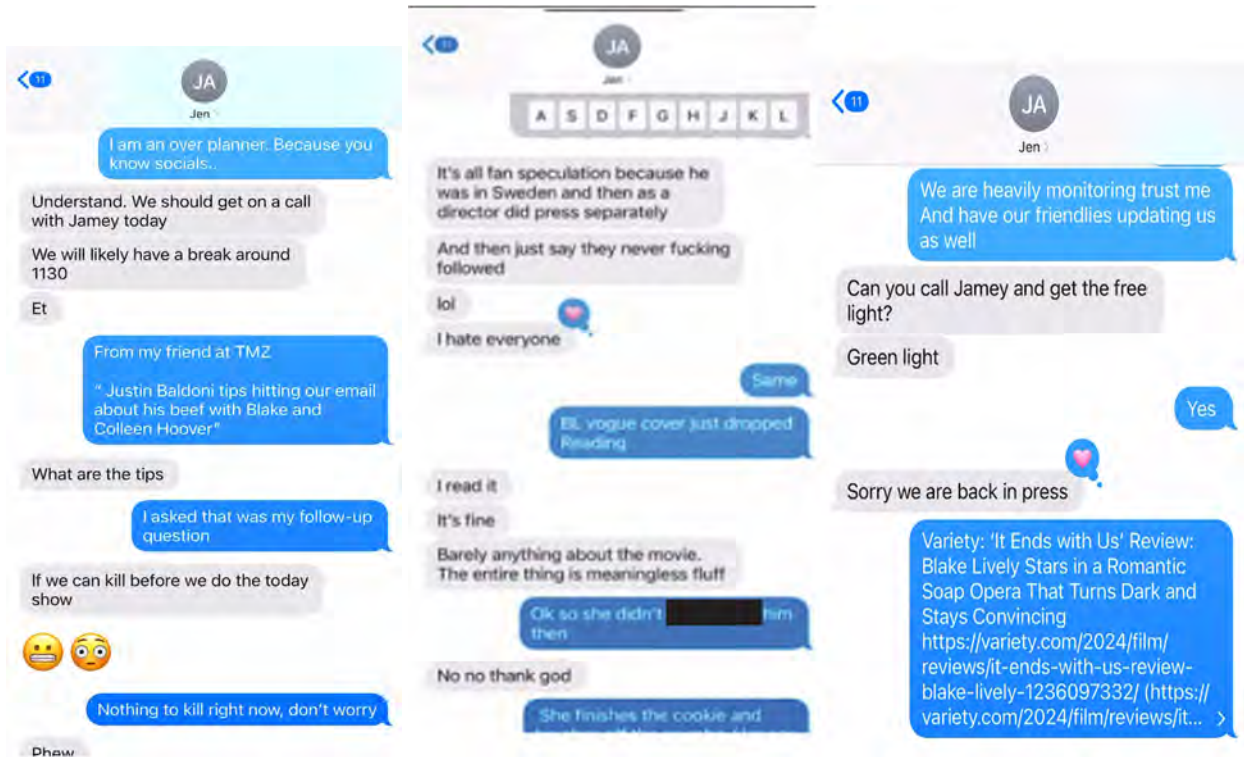 11
JA
Jen
I am an over planner. Because you
know socials..
Understand. We should get on a call
with Jamey today
We will likely have a break around
1130
Et
From my friend at TMZ
" Justin Baldoni tips hitting our email
about his beef with Blake and
Colleen Hoover"
What are the tips
I asked that was my follow-up
question
If we can kill before we do the today
show
😬😳
Nothing to kill right now, don't worry
Phew
11
JA
Jen
A S D F G H J K L
It's all fan speculation because he
was in Sweden and then as a
director did press separately
And then just say they never fucking
followed
lol
I hate everyone
Same
BL vogue cover just dropped
Reading
I read it
It's fine
Barely anything about the movie.
The entire thing is meaningless fluff
Ok so she didn't him
then
No no thank god
She finishes the cookie and
11
JA
Jen
We are heavily monitoring trust me
And have our friendlies updating us
as well
Can you call Jamey and get the free
light?
Green light
Yes
Sorry we are back in press
Variety: 'It Ends with Us' Review:
Blake Lively Stars in a Romantic
Soap Opera That Turns Dark and
Stays Convincing
https://variety.com/2024/film/
reviews/it-ends-with-us-review-
blake-lively-1236097332/ (https://
variety.com/2024/film/reviews/it...